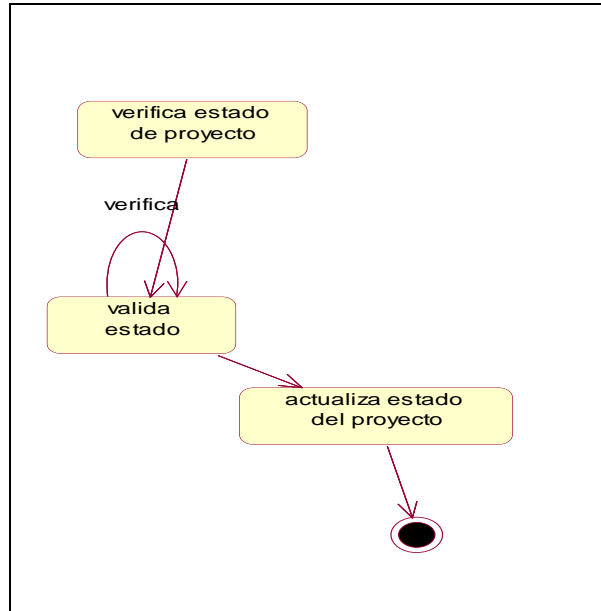 verifica estado
de proyecto
verifica
valida
estado
actualiza estado
del proyecto